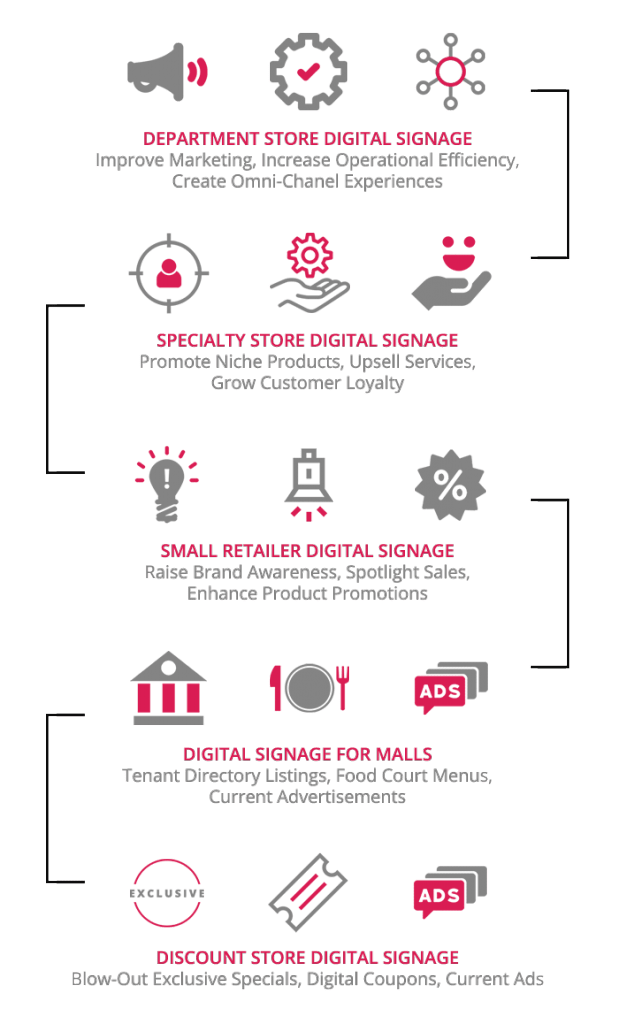 DEPARTMENT STORE DIGITAL SIGNAGE
Improve Marketing, Increase Operational Efficiency,
Create Omni-Chanel Experiences
SPECIALTY STORE DIGITAL SIGNAGE
Promote Niche Products, Upsell Services,
Grow Customer Loyalty
!
%
SMALL RETAILER DIGITAL SIGNAGE
Raise Brand Awareness, Spotlight Sales,
Enhance Product Promotions
ADS
DIGITAL SIGNAGE FOR MALLS
Tenant Directory Listings, Food Court Menus,
Current Advertisements
EXCLUSIVE
ADS
DISCOUNT STORE DIGITAL SIGNAGE
Blow-Out Exclusive Specials, Digital Coupons, Current Ads